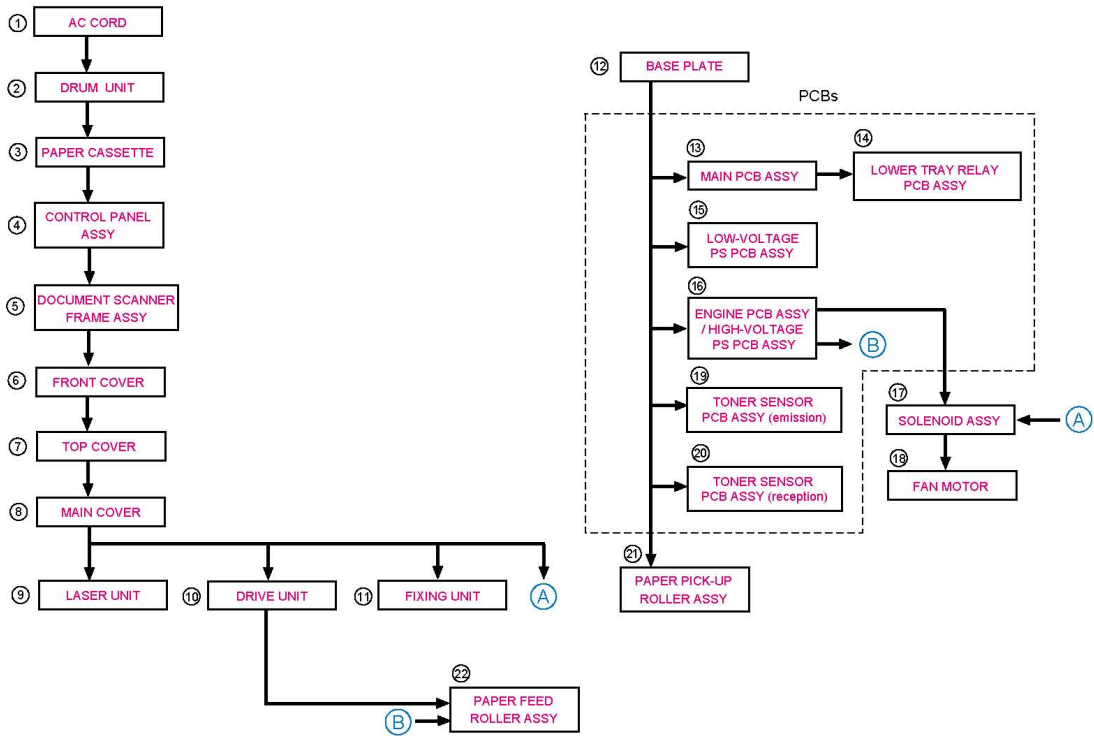 ① AC CORD
② DRUM UNIT
③ PAPER CASSETTE
④ CONTROL PANEL
ASSY
⑤ DOCUMENT SCANNER
FRAME ASSY
⑥ FRONT COVER
⑦ TOP COVER
⑧ MAIN COVER
⑨ LASER UNIT
⑩ DRIVE UNIT
⑪ FIXING UNIT
A
㉒
PAPER FEED
ROLLER ASSY
B
⑫ BASE PLATE
PCBs
⑬
MAIN PCB ASSY
⑭
LOWER TRAY RELAY
PCB ASSY
⑮
LOW-VOLTAGE
PS PCB ASSY
⑯
ENGINE PCB ASSY
/ HIGH-VOLTAGE
PS PCB ASSY
B
⑰
SOLENOID ASSY
A
⑱
FAN MOTOR
⑲
TONER SENSOR
PCB ASSY (emission)
⑳
TONER SENSOR
PCB ASSY (reception)
㉑
PAPER PICK-UP
ROLLER ASSY